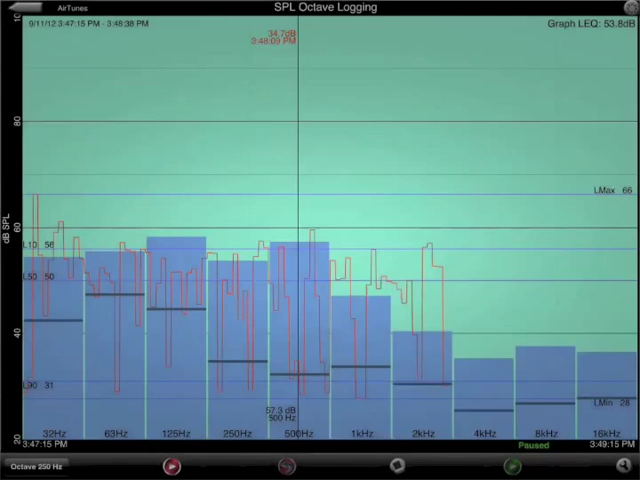 SPL Octave Logging
AirTunes
9/11/12 3:47:15 PM - 3:48:38 PM
34.7dB
3:48:09 PM
Graph LEQ: 53.8dB
80
LMax 66
dB SPL
60
L10 56
L50 50
40
L90 31
LMin 28
57.3 dB
500 Hz
32Hz 63Hz 125Hz 250Hz 500Hz 1kHz 2kHz 4kHz 8kHz 16kHz
20
3:47:15 PM
Paused
3:49:15 PM
Octave 250 Hz